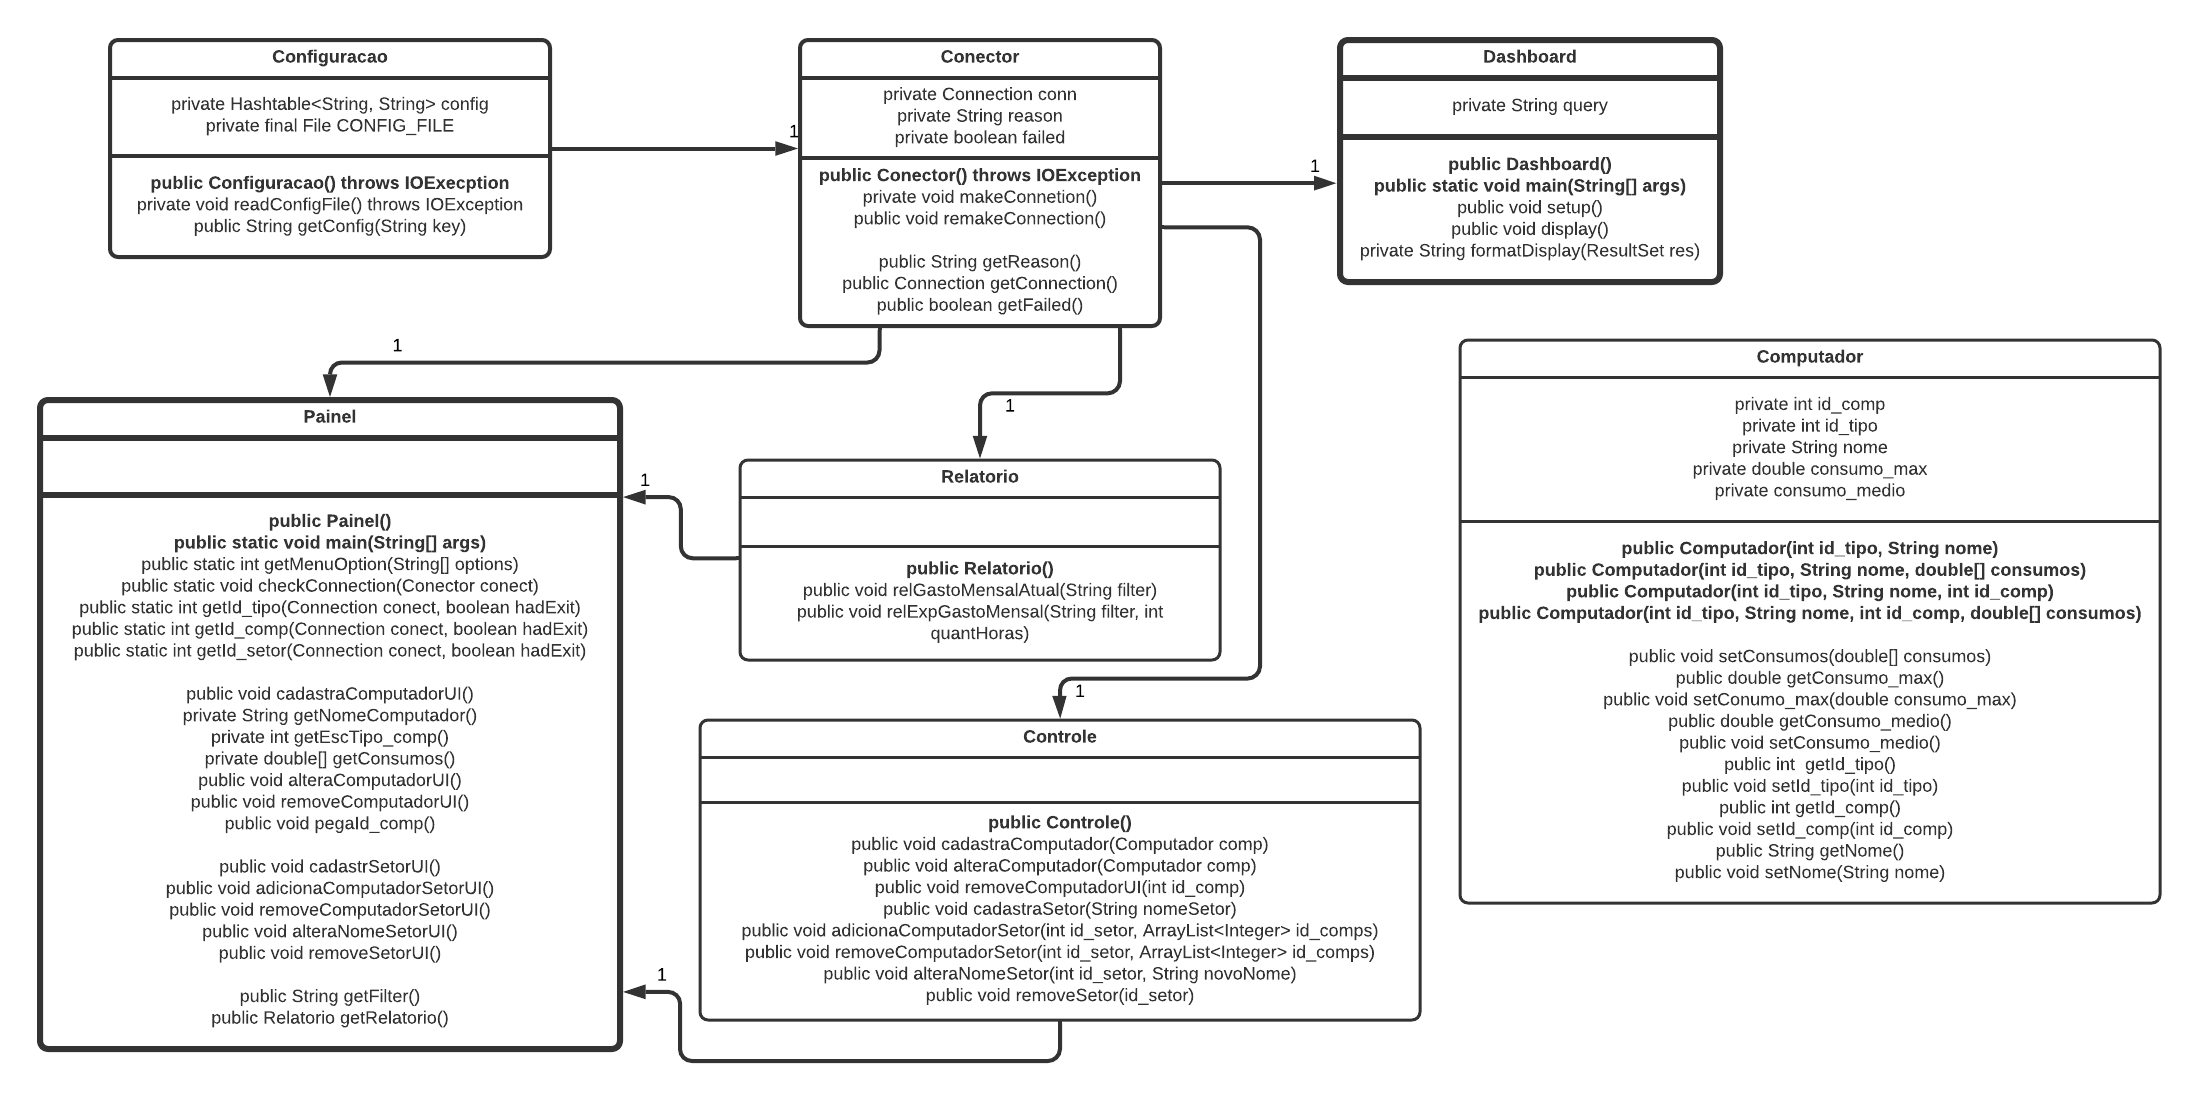 Configuracao
private Hashtable<String, String> config
private final File CONFIG_FILE
public Configuracao() throws IOExecption
private void readConfigFile() throws IOException
public String getConfig(String key)
1
Conector
private Connection conn
private String reason
private boolean failed
public Conector() throws IOException
private void makeConnetion()
public void remakeConnection()
public String getReason()
public Connection getConnection()
public boolean getFailed()
1
Dashboard
private String query
public Dashboard()
public static void main(String[] args)
public void setup()
public void display()
private String formatDisplay(ResultSet res)
1
1
Painel
public Painel()
public static void main(String[] args)
public static int getMenuOption(String[] options)
public static void checkConnection(Conector conect)
public static int getId_tipo(Connection conect, boolean hadExit)
public static int getId_comp(Connection conect, boolean hadExit)
public static int getId_setor(Connection conect, boolean hadExit)
public void cadastraComputadorUI()
private String getNomeComputador()
private int getEscTipo_comp()
private double[] getConsumos()
public void alteraComputadorUI()
public void removeComputadorUI()
public void pegaId_comp()
public void cadastrSetorUI()
public void adicionaComputadorSetorUI()
public void removeComputadorSetorUI()
public void alteraNomeSetorUI()
public void removeSetorUI()
public String getFilter()
public Relatorio getRelatorio()
1
Relatorio
public Relatorio()
public void relGastoMensalAtual(String filter)
public void relExpGastoMensal(String filter, int
quantHoras)
1
Controle
public Controle()
public void cadastraComputador(Computador comp)
public void alteraComputador(Computador comp)
public void removeComputadorUI(int id_comp)
public void cadastraSetor(String nomeSetor)
public void adicionaComputadorSetor(int id_setor, ArrayList<Integer> id_comps)
public void removeComputadorSetor(int id_setor, ArrayList<Integer> id_comps)
public void alteraNomeSetor(int id_setor, String novoNome)
public void removeSetor(id_setor)
1
Computador
private int id_comp
private int id_tipo
private String nome
private double consumo_max
private consumo_medio
public Computador(int id_tipo, String nome)
public Computador(int id_tipo, String nome, double[] consumos)
public Computador(int id_tipo, String nome, int id_comp)
public Computador(int id_tipo, String nome, int id_comp, double[] consumos)
public void setConsumos(double[] consumos)
public double getConsumo_max()
public void setConumo_max(double consumo_max)
public double getConsumo_medio()
public void setConsumo_medio()
public int  getId_tipo()
public void setId_tipo(int id_tipo)
public int getId_comp()
public void setId_comp(int id_comp)
public String getNome()
public void setNome(String nome)